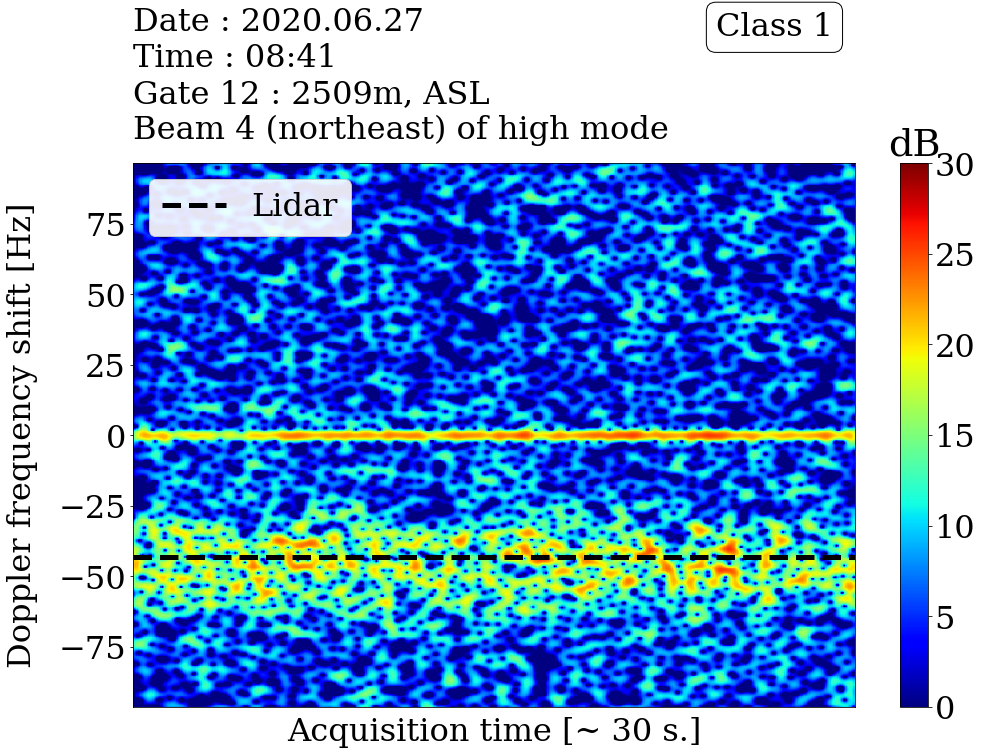 Date : 2020.06.27
Time : 08:41
Gate 12 : 2509m, ASL
Beam 4 (northeast) of high mode
Class 1
dB
Lidar
Doppler frequency shift [Hz]
75
50
25
0
−25
−50
−75
30
25
20
15
10
5
0
Acquisition time [~ 30 s.]